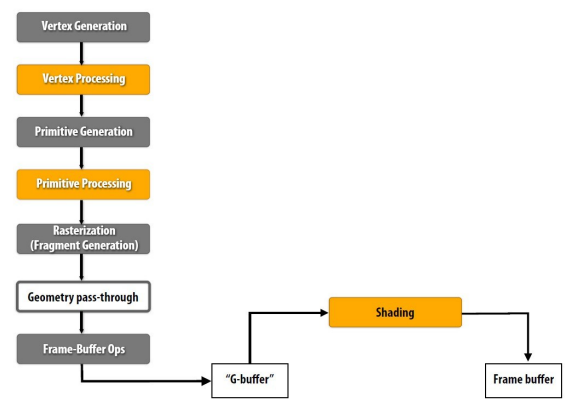 Vertex Generation
Vertex Processing
Primitive Generation
Primitive Processing
Rasterization
(Fragment Generation)
Geometry pass-through
Frame-Buffer Ops
“G-buffer”
Shading
Frame buffer